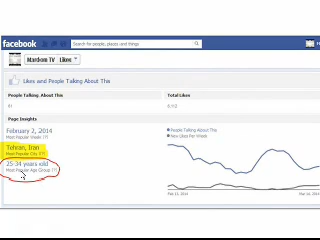 facebook
Search for people, places and things
Mardom TV Likes
Likes and People Talking About This
People Talking About This
Total Likes
Page Insights
February 2, 2014
Most Popular Week
People Talking About This
New Likes Per Week
Tehran, Iran
Most Popular City
25-34 years old
Most Popular Age Group